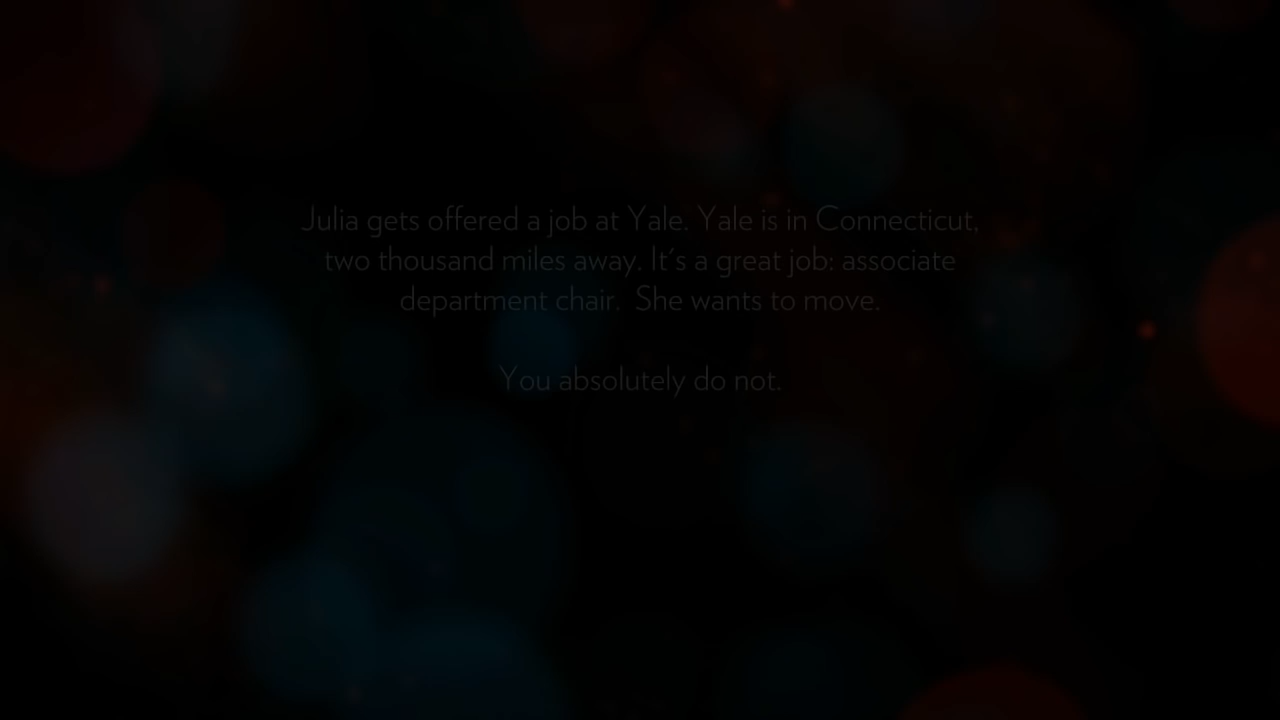 Julia gets offered a job at Yale. Yale is in Connecticut,
two thousand miles away. It's a great job: associate
department chair.  She wants to move.
You absolutely do not.